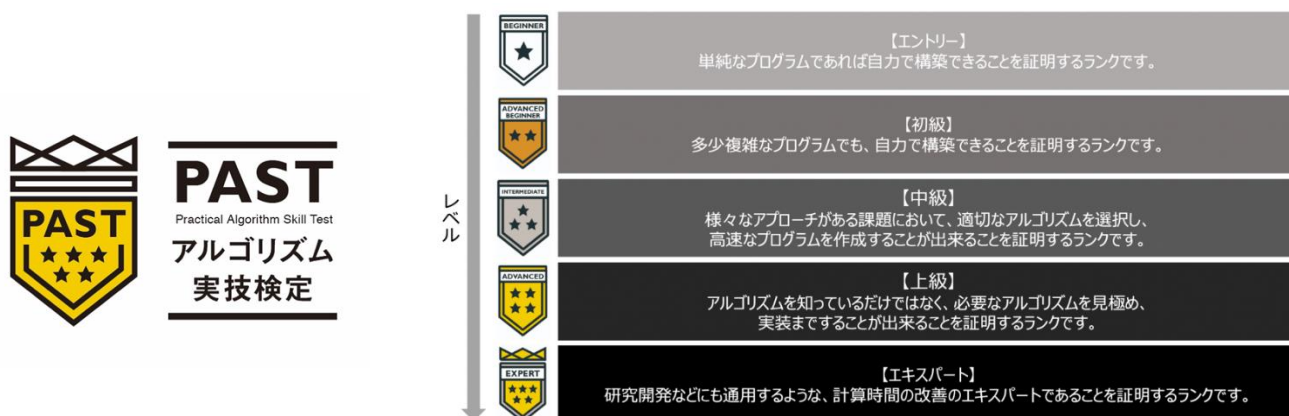 PAST
PAST
Practical Algorithm Skill Test
アルゴリズム
実技検定
レベル
BEGINNER
【エントリー】
単純なプログラムであれば自力で構築できることを証明するランクです。
ADVANCED
BEGINNER
【初級】
多少複雑なプログラムでも、自力で構築できることを証明するランクです。
INTERMEDIATE
【中級】
様々なアプローチがある課題において、適切なアルゴリズムを選択し、
高速なプログラムを作成することが出来ることを証明するランクです。
ADVANCED
【上級】
アルゴリズムを知っているだけではなく、必要なアルゴリズムを見極め、
実装まですることが出来ることを証明するランクです。
EXPERT
【エキスパート】
研究開発などにも通用するような、計算時間の改善のエキスパートであることを証明するランクです。